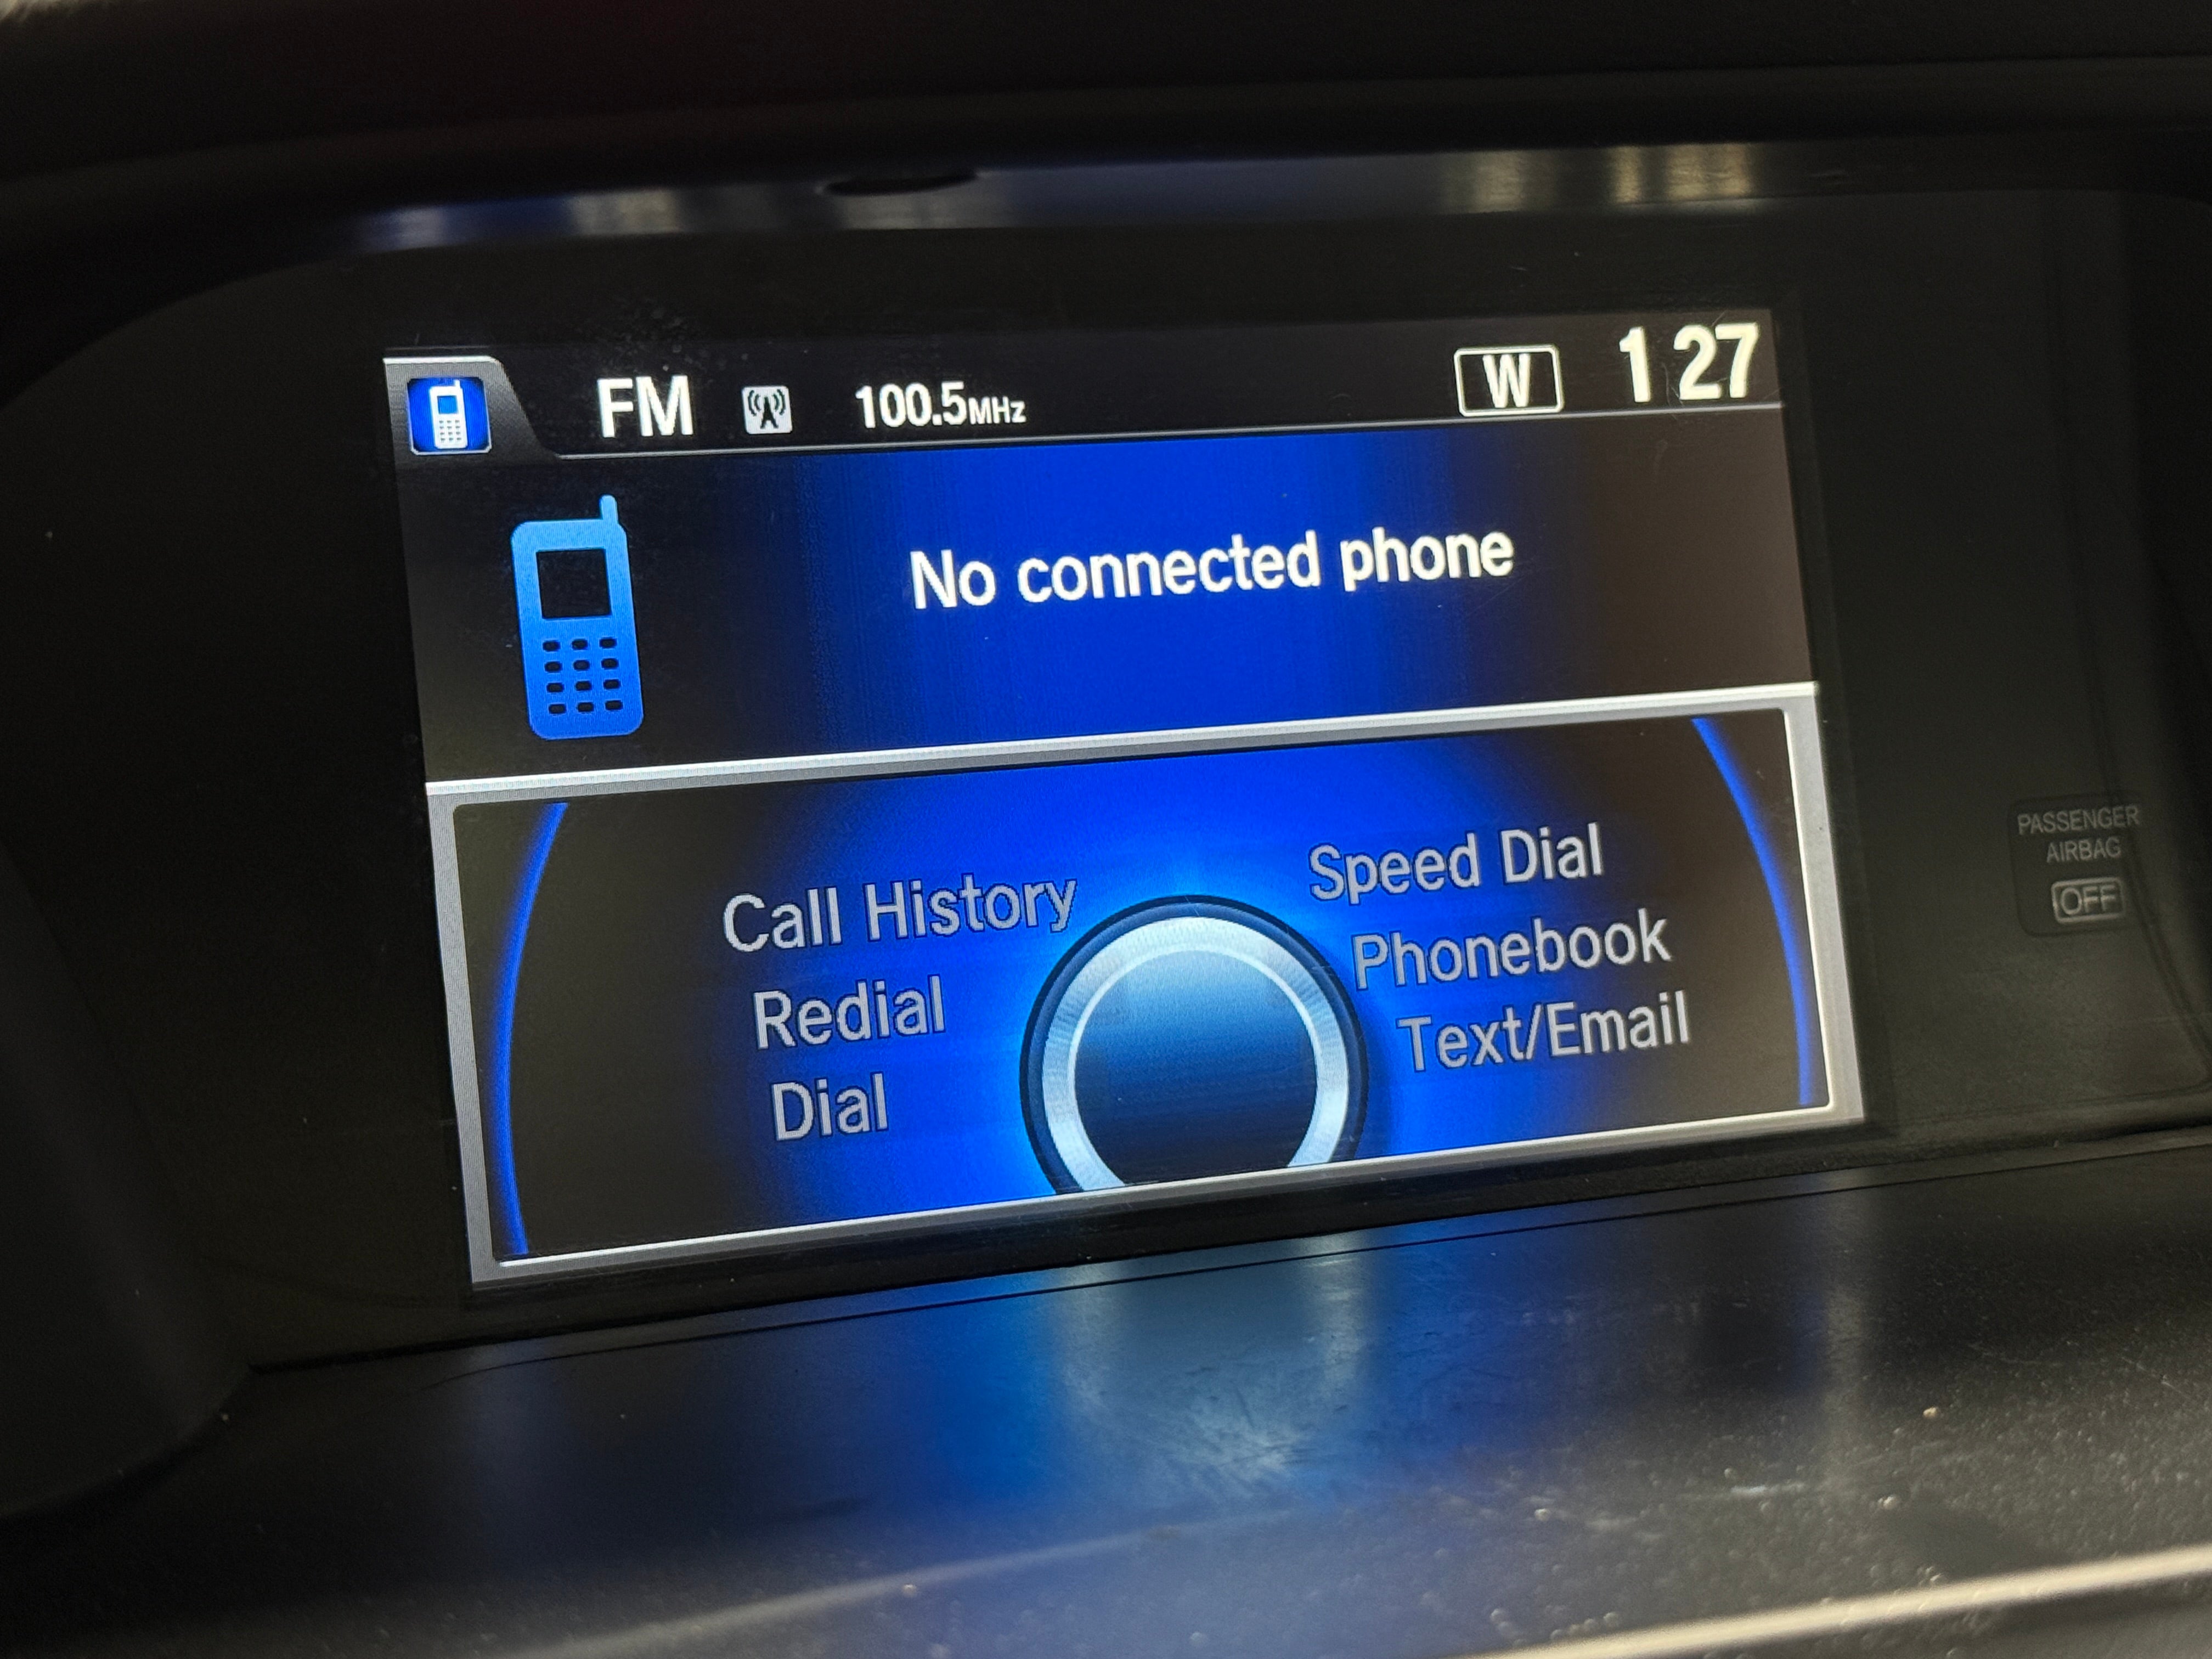 FM 100.5MHz W 1 27
No connected phone
Call History
Redial
Dial
Speed Dial
Phonebook
Text/Email
PASSENGER
AIRBAG
OFF